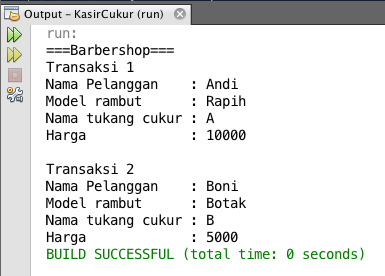 Output – KasirCukur (run)
run:
===Barbershop===
Transaksi 1
Nama Pelanggan    : Andi
Model rambut      : Rapih
Nama tukang cukur : A
Harga             : 10000

Transaksi 2
Nama Pelanggan    : Boni
Model rambut      : Botak
Nama tukang cukur : B
Harga             : 5000
BUILD SUCCESSFUL (total time: 0 seconds)